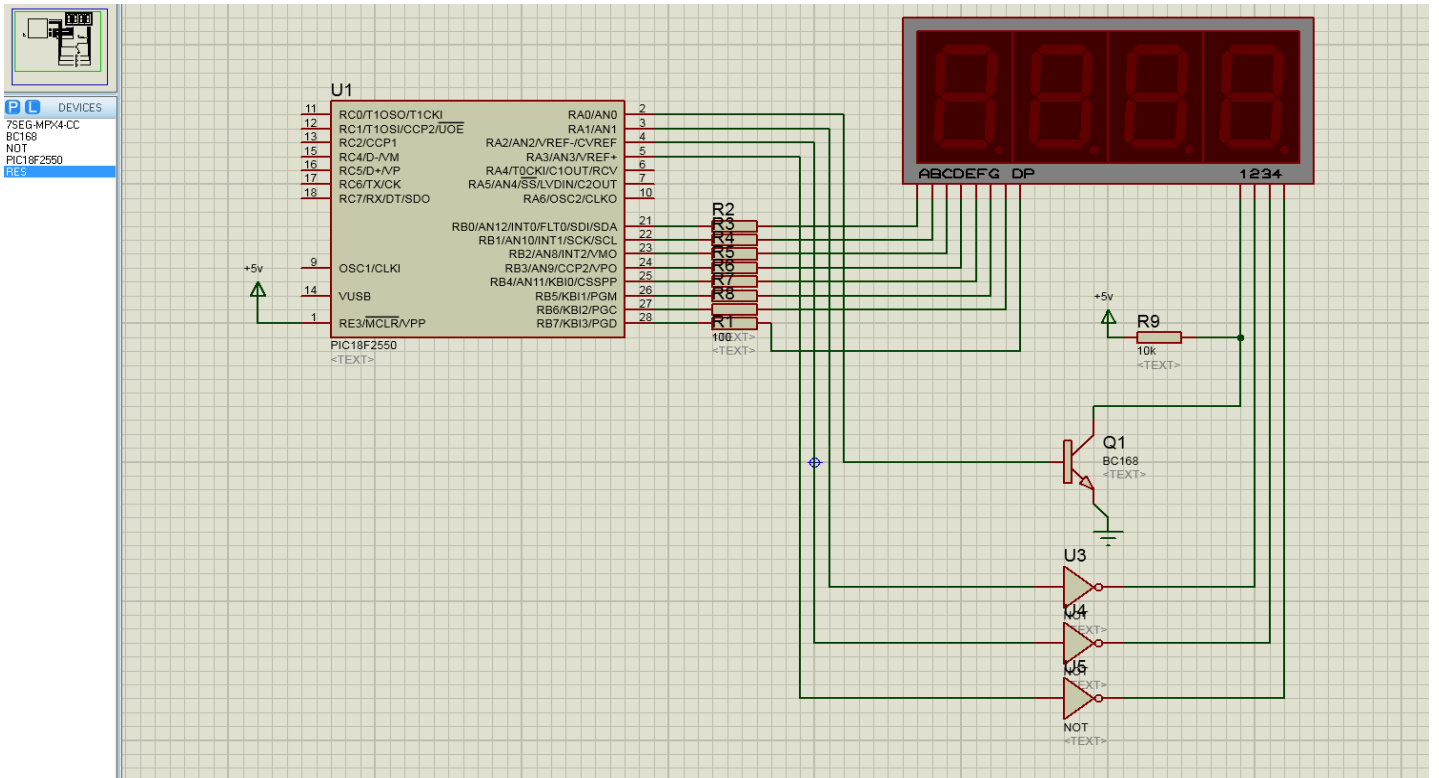 P L DEVICES
7SEG-MPX4-CC
BC168
NOT
PIC18F2550
RES
U1
11 RC0/T1OSO/T1CKI
12 RC1/T1OSI/CCP2/UOE
13 RC2/CCP1
15 RC4/D-/VM
16 RC5/D+/VP
17 RC6/TX/CK
18 RC7/RX/DT/SDO
9 OSC1/CLKI
14 VUSB
1 RE3/MCLR/VPP
RA0/AN0 2
RA1/AN1 3
RA2/AN2/VREF-/CVREF 4
RA3/AN3/VREF+ 5
RA4/T0CKI/C1OUT/RCV 6
RA5/AN4/SS/LVDIN/C2OUT 7
RA6/OSC2/CLKO 10
RB0/AN12/INT0/FLT0/SDI/SDA 21
RB1/AN10/INT1/SCK/SCL 22
RB2/AN8/INT2/VMO 23
RB3/AN9/CCP2/VPO 24
RB4/AN11/KBI0/CSSPP 25
RB5/KBI1/PGM 26
RB6/KBI2/PGC 27
RB7/KBI3/PGD 28
PIC18F2550
<TEXT>
+5v
R2
R3
R4
R5
R6
R7
R8
R1
100
<TEXT>
ABCDEFG DP
1234
+5v
R9
10k
<TEXT>
Q1
BC168
<TEXT>
U3
NOT
<TEXT>
U4
NOT
<TEXT>
U5
NOT
<TEXT>